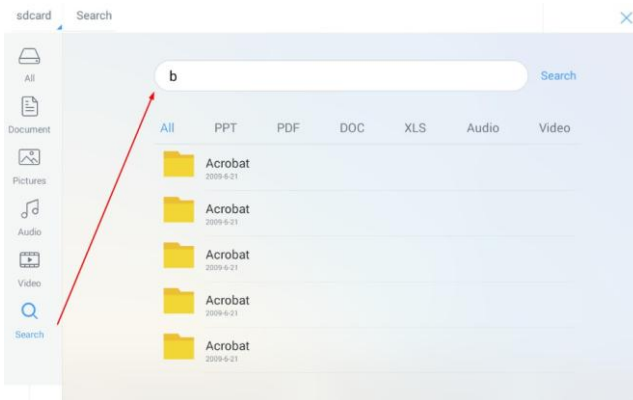 sdcard Search
All
Document
Pictures
Audio
Video
Search
b Search
All PPT PDF DOC XLS Audio Video
Acrobat
2009-6-21
Acrobat
2009-6-21
Acrobat
2009-6-21
Acrobat
2009-6-21
Acrobat
2009-6-21